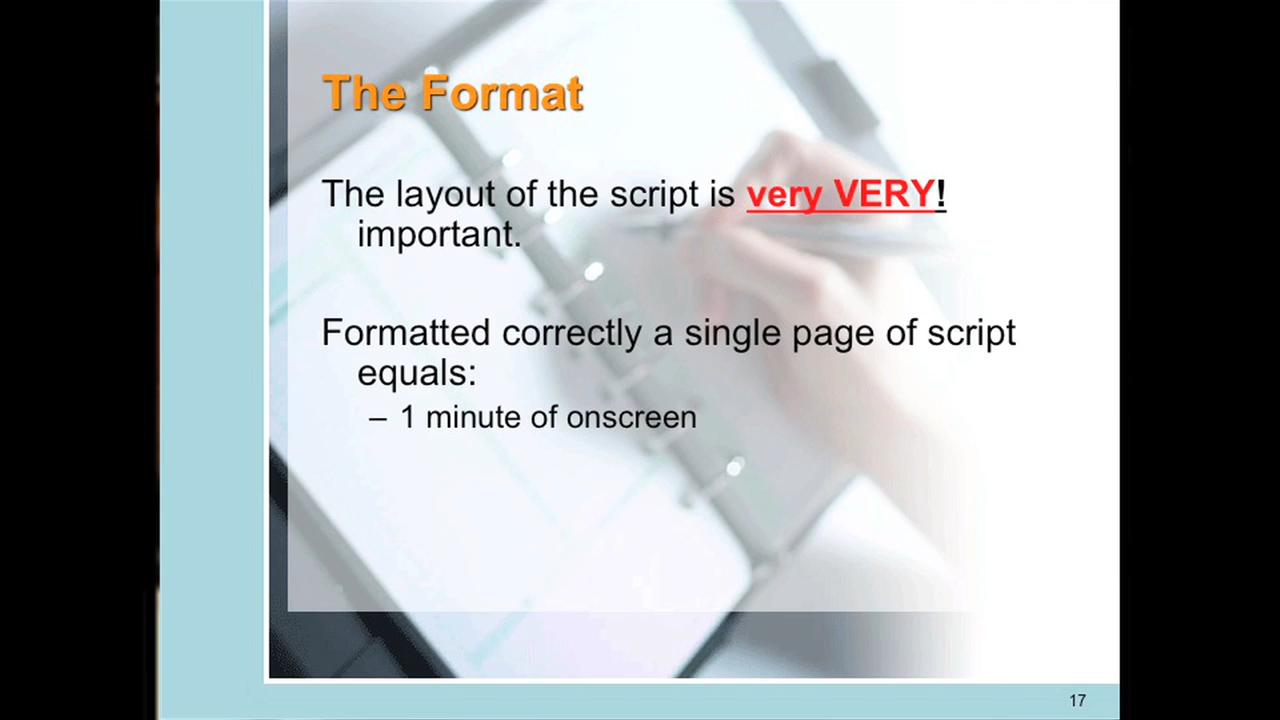 The Format
The layout of the script is very VERY!
important.
Formatted correctly a single page of script
equals:
– 1 minute of onscreen
17